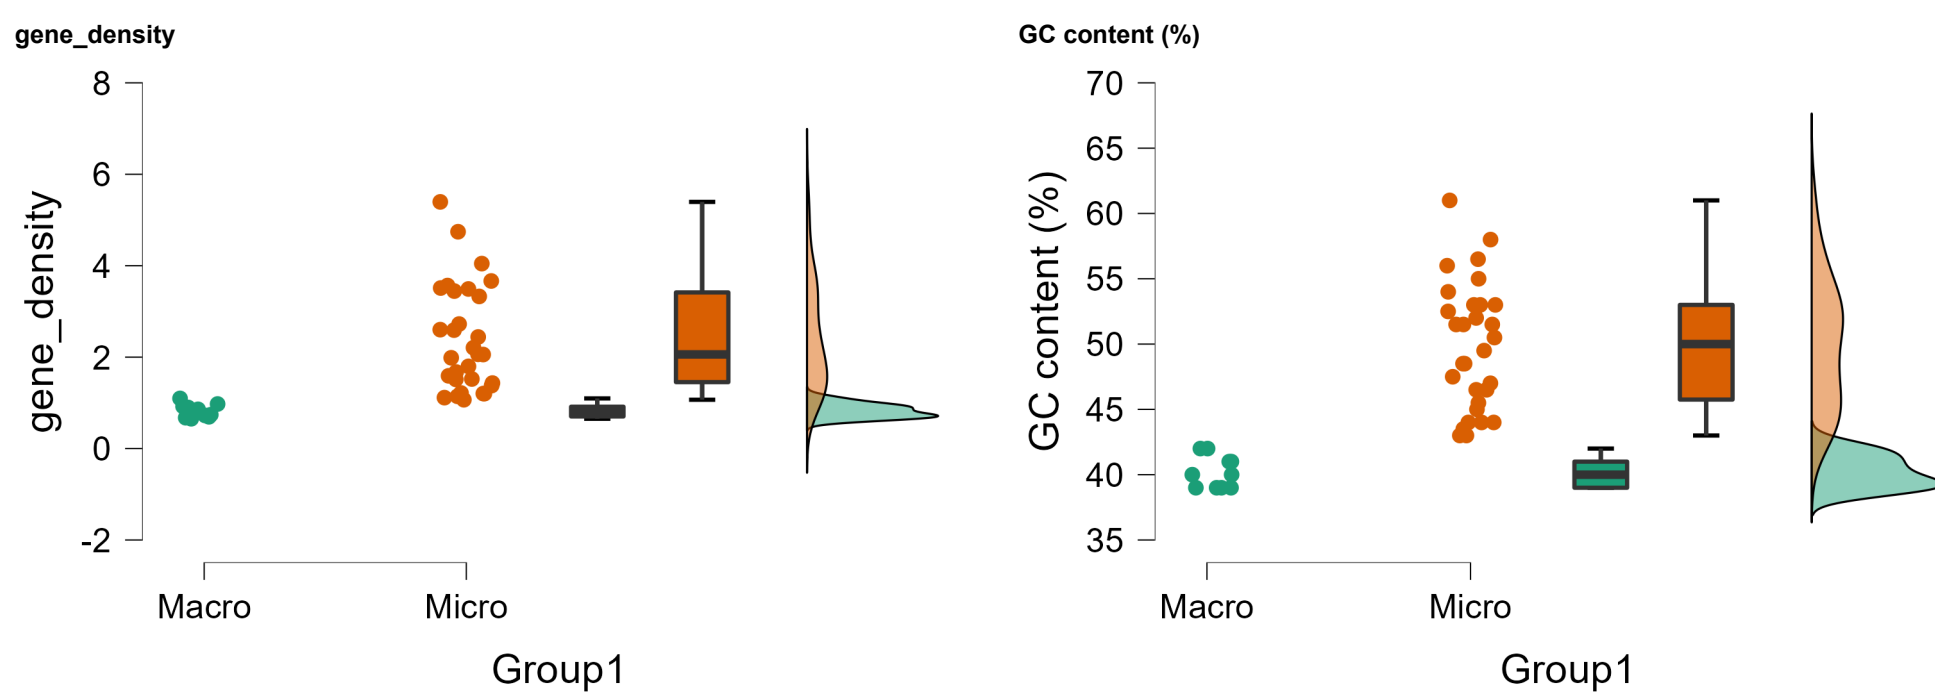 gene_density
8
6
4
2
0
-2
gene_density
Macro
Micro
Group1
GC content (%)
70
65
60
55
50
45
40
35
GC content (%)
Macro
Micro
Group1